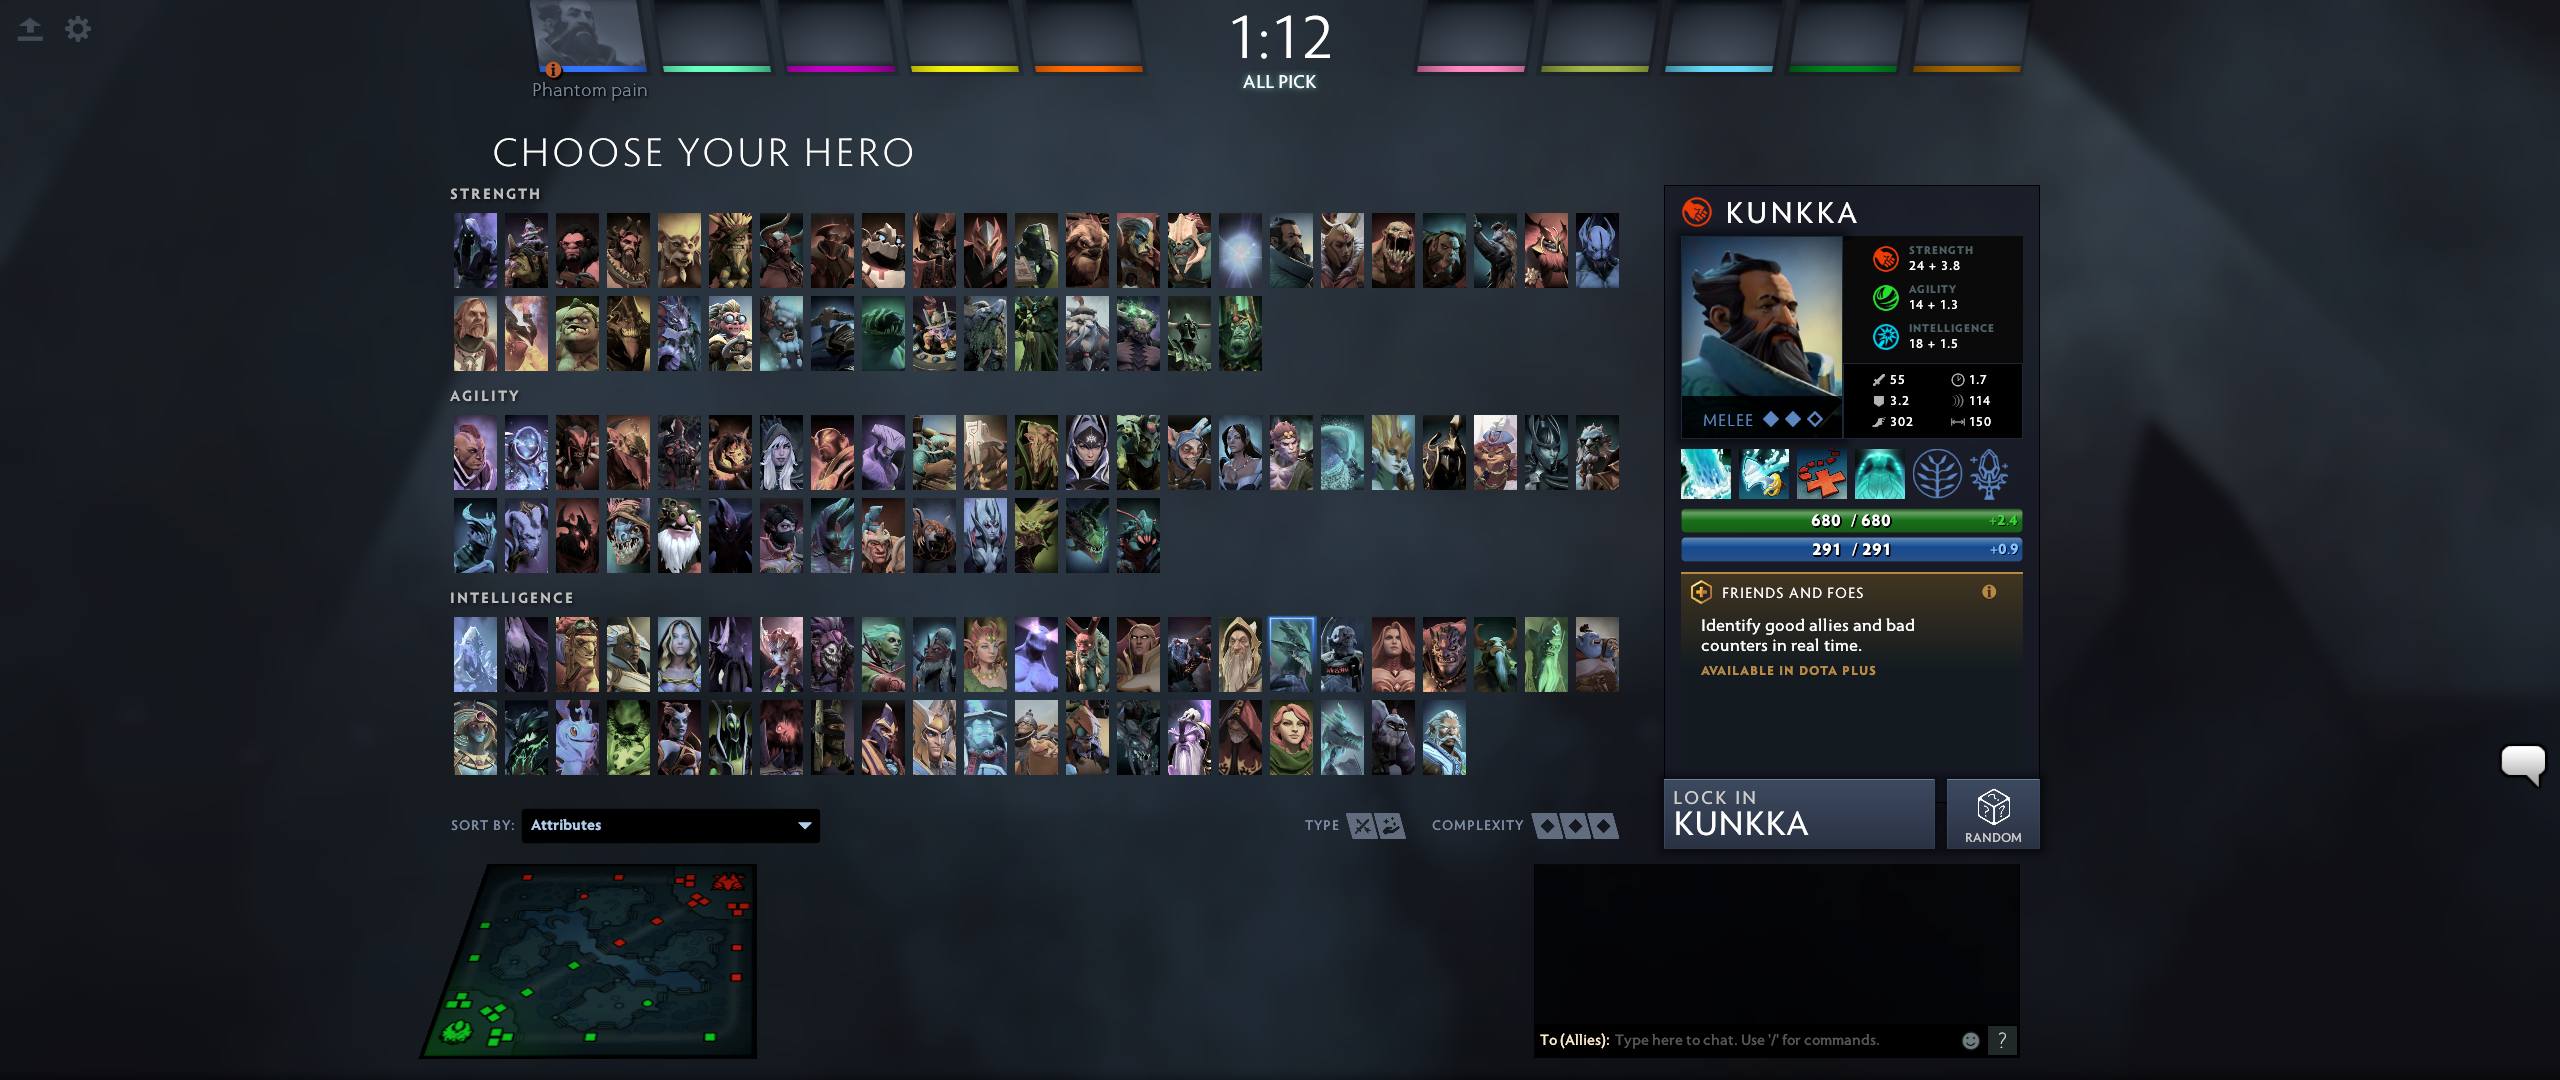 1:12
ALL PICK
Phantom pain
CHOOSE YOUR HERO
STRENGTH
AGILITY
INTELLIGENCE
KUNKKA
STRENGTH
24 + 3.8
AGILITY
14 + 1.3
INTELLIGENCE
18 + 1.5
MELEE
55 1.7
3.2 114
302 150
680 / 680 +2.4
291 / 291 +0.9
FRIENDS AND FOES
Identify good allies and bad
counters in real time.
AVAILABLE IN DOTA PLUS
SORT BY: Attributes
TYPE
COMPLEXITY
LOCK IN
KUNKKA
RANDOM
To (Allies): Type here to chat. Use '/' for commands. ?